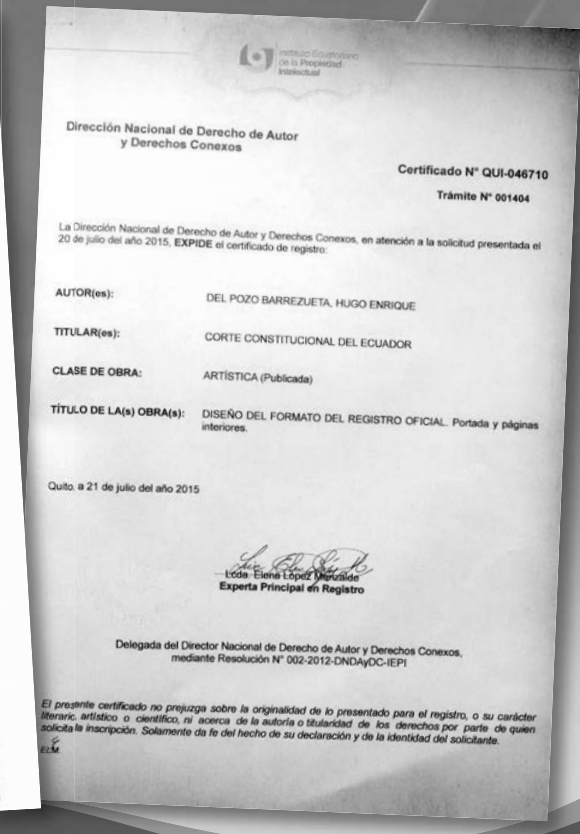 Instituto Ecuatoriano
de la Propiedad
Intelectual
Dirección Nacional de Derecho de Autor
y Derechos Conexos
Certificado N° QUI-046710
Trámite N° 001404
La Dirección Nacional de Derecho de Autor y Derechos Conexos, en atención a la solicitud presentada el
20 de julio del año 2015, EXPIDE el certificado de registro:
AUTOR(es): DEL POZO BARREZUETA, HUGO ENRIQUE
TITULAR(es): CORTE CONSTITUCIONAL DEL ECUADOR
CLASE DE OBRA: ARTÍSTICA (Publicada)
TÍTULO DE LA(s) OBRA(s): DISEÑO DEL FORMATO DEL REGISTRO OFICIAL. Portada y páginas
interiores.
Quito, a 21 de julio del año 2015
Lcda. Elena López
Experta Principal en Registro
Delegada del Director Nacional de Derecho de Autor y Derechos Conexos,
mediante Resolución N° 002-2012-DNDAyDC-IEPI
El presente certificado no prejuzga sobre la originalidad de lo presentado para el registro, o su carácter
literario, artístico o científico, ni acerca de la autoría o titularidad de los derechos por parte de quien
solicita la inscripción. Solamente da fe del hecho de su declaración y de la identidad del solicitante.
ELM